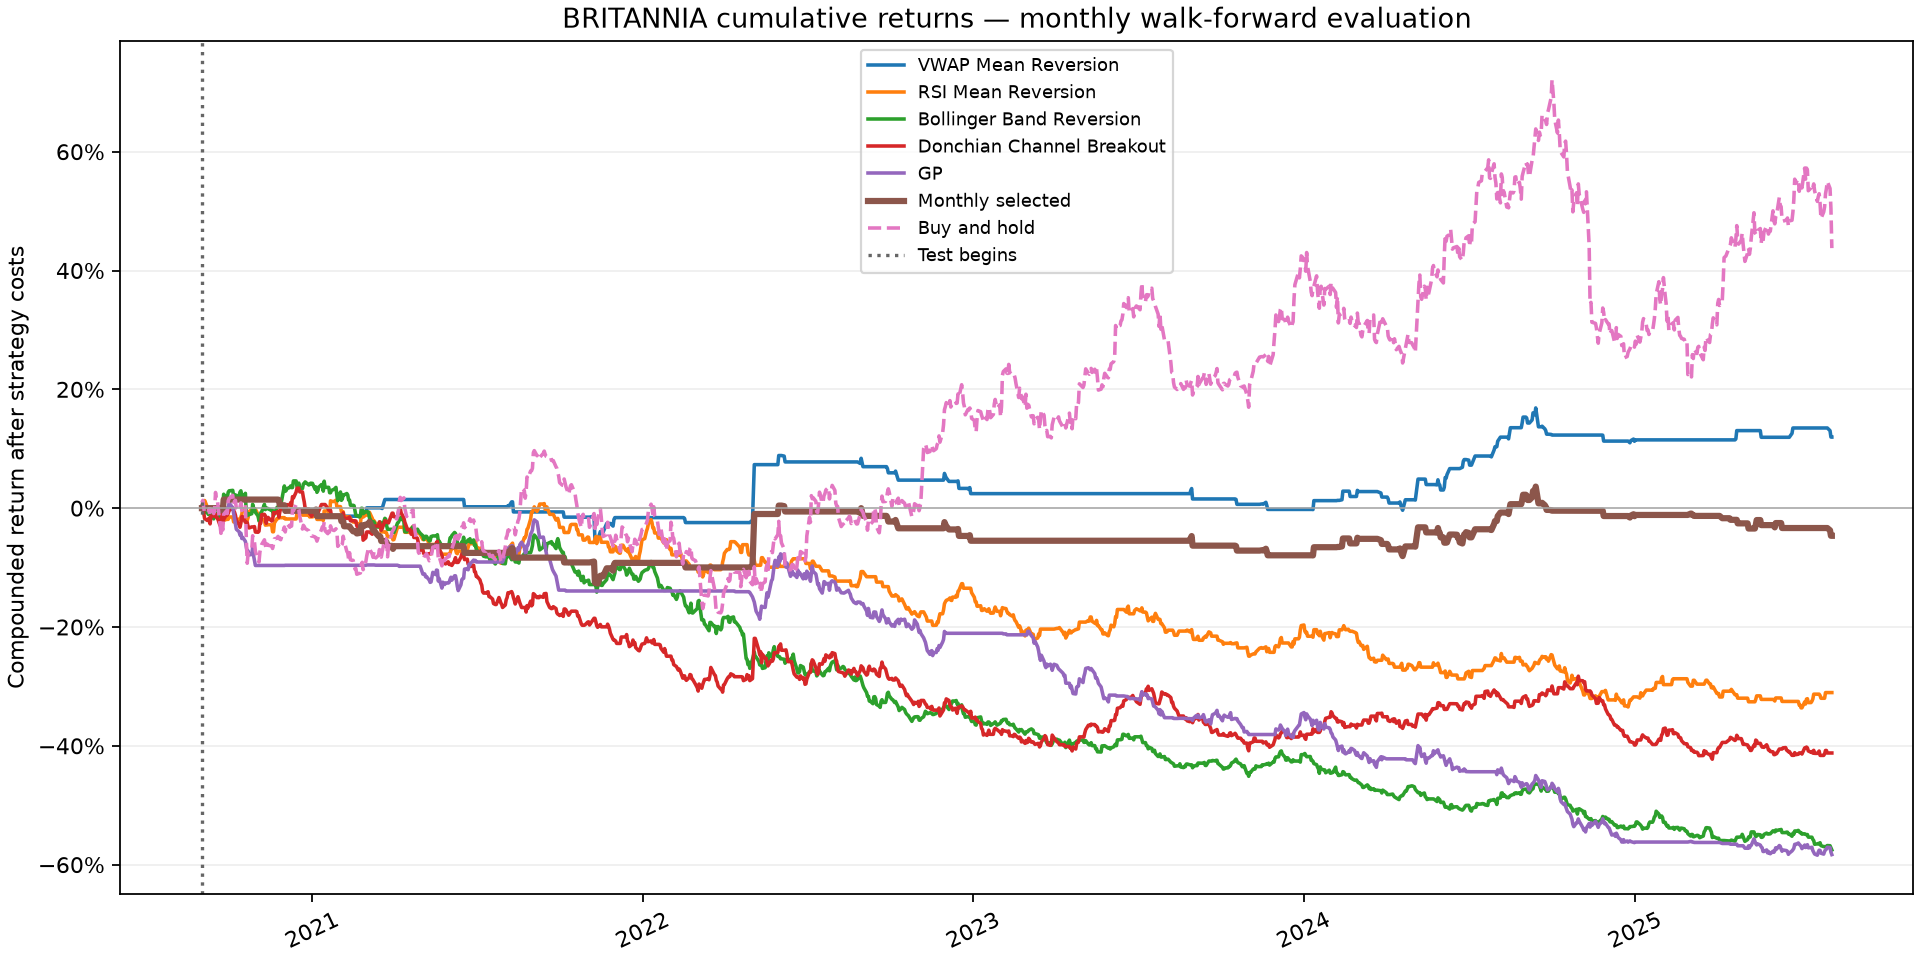 BRITANNIA cumulative returns — monthly walk-forward evaluation
Compounded return after strategy costs
60%
40%
20%
0%
−20%
−40%
−60%
VWAP Mean Reversion
RSI Mean Reversion
Bollinger Band Reversion
Donchian Channel Breakout
GP
Monthly selected
Buy and hold
Test begins
2021
2022
2023
2024
2025